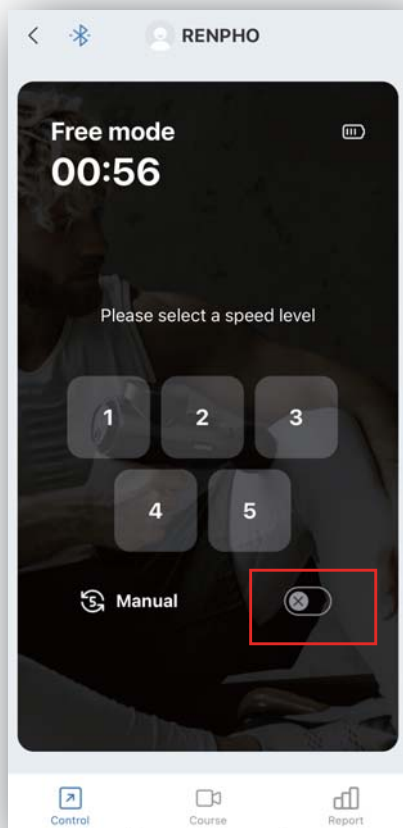 RENPHO
Free mode
00:56
Please select a speed level
1 2 3
4 5
Manual
Control Course Report